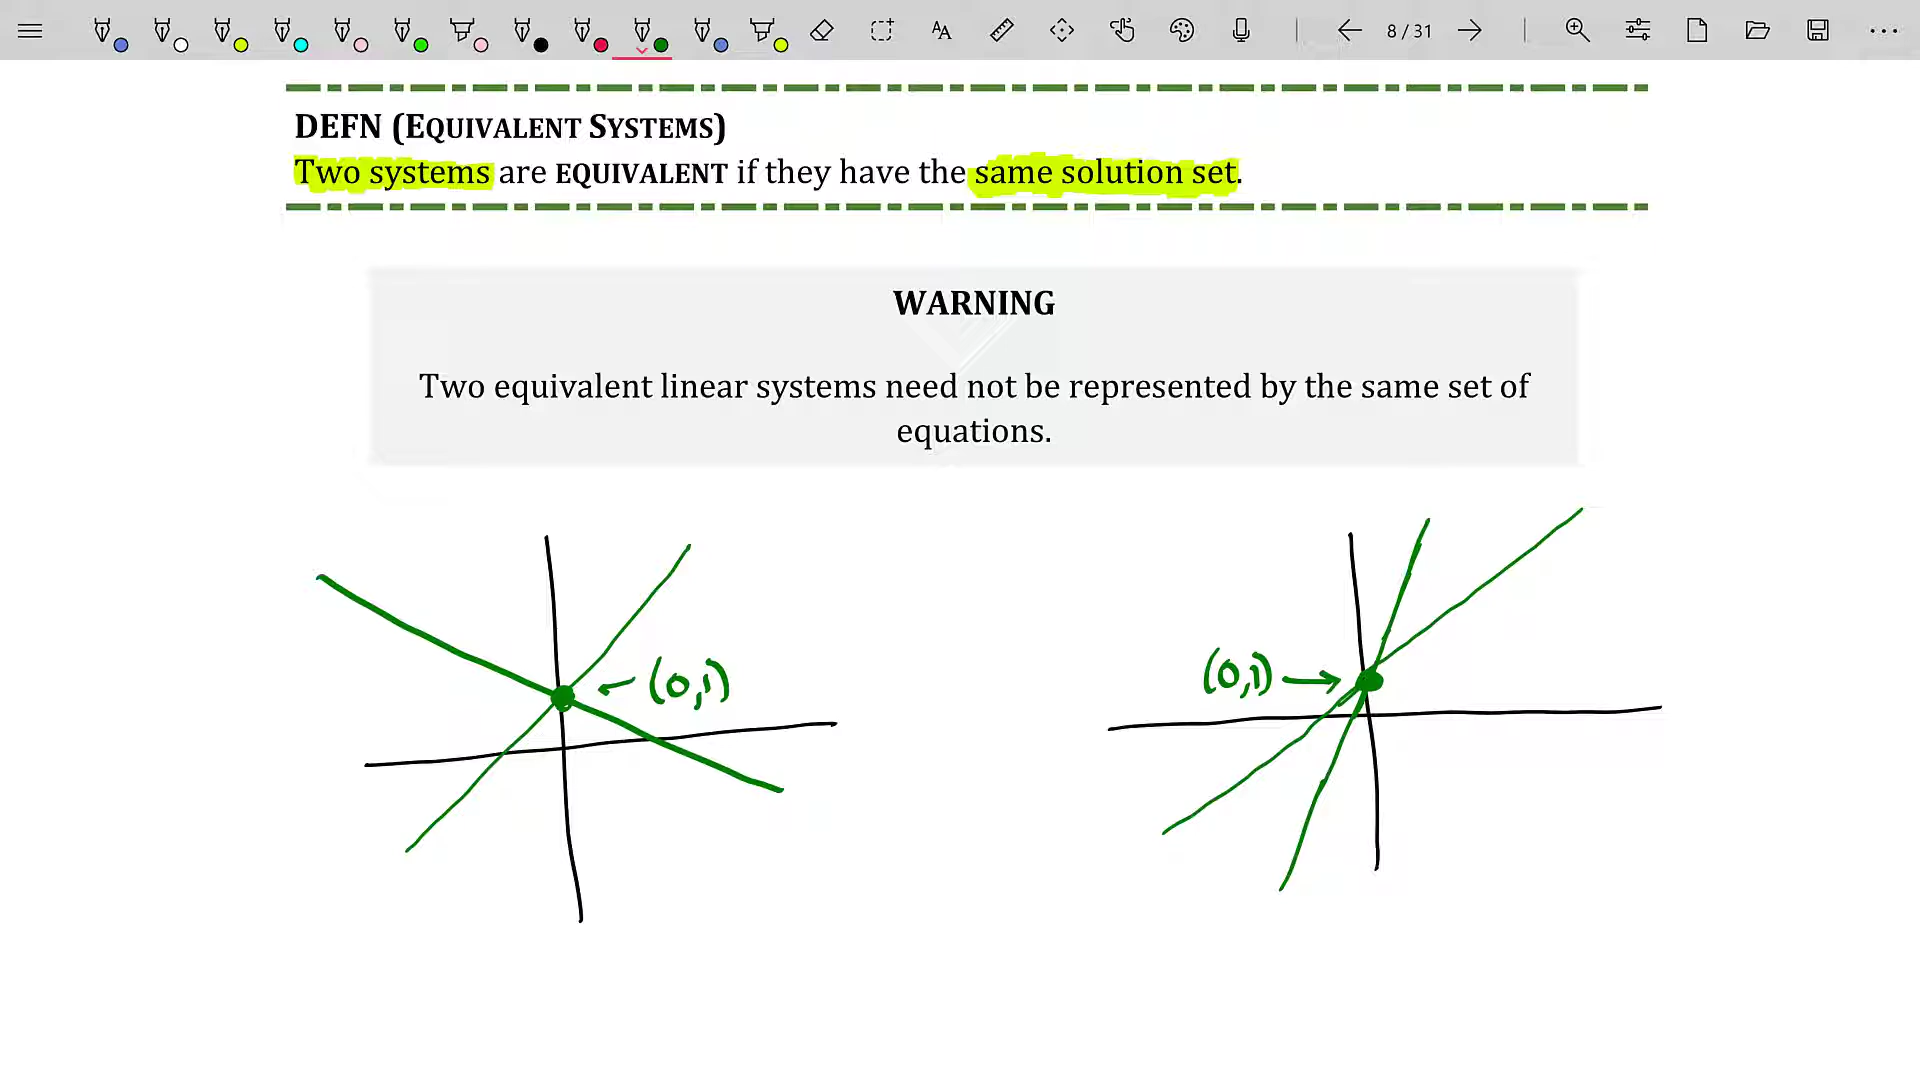 8 / 31
DEFN (EQUIVALENT SYSTEMS)
Two systems are EQUIVALENT if they have the same solution set.
WARNING
Two equivalent linear systems need not be represented by the same set of
equations.
(0,1)
(0,1)